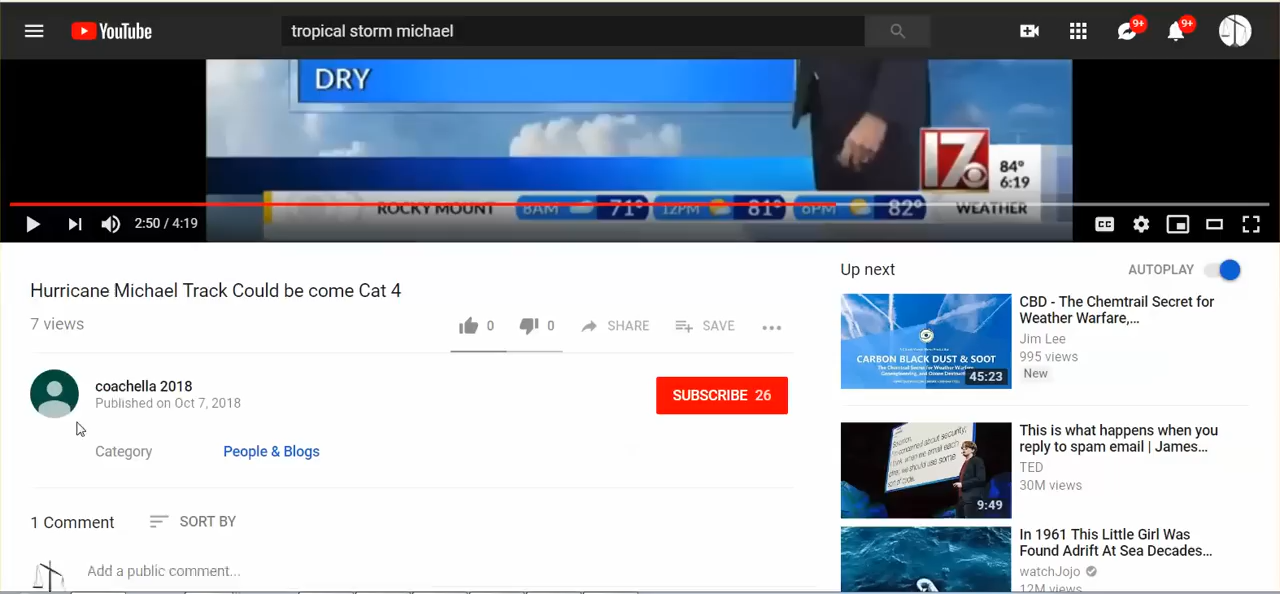 YouTube
tropical storm michael
9+
9+
DRY
17
84°
6:19
ROCKY MOUNT 8AM 71° 12PM 81° 6PM 82° WEATHER
2:50 / 4:19
CC
Hurricane Michael Track Could be come Cat 4
7 views
0
0
SHARE
SAVE
coachella 2018
Published on Oct 7, 2018
SUBSCRIBE 26
Category
People & Blogs
1 Comment
SORT BY
Add a public comment...
Up next
AUTOPLAY
CARBON BLACK DUST & SOOT
45:23
CBD - The Chemtrail Secret for
Weather Warfare,...
Jim Lee
995 views
New
9:49
This is what happens when you
reply to spam email | James...
TED
30M views
In 1961 This Little Girl Was
Found Adrift At Sea Decades...
watchJojo
12M views